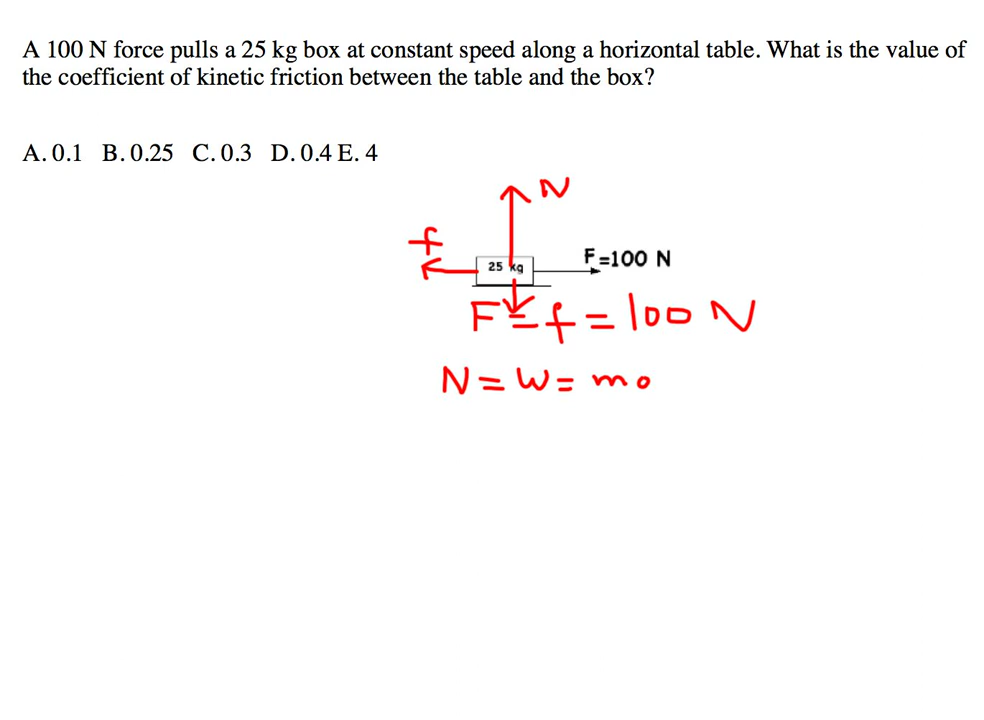 A 100 N force pulls a 25 kg box at constant speed along a horizontal table. What is the value of
the coefficient of kinetic friction between the table and the box?
A. 0.1 B. 0.25 C. 0.3 D. 0.4 E. 4
N
f
25 kg
F=100 N
F = f = 100 N
N = W = mo